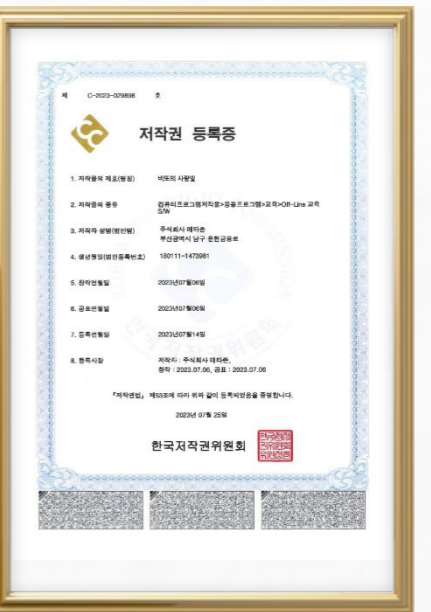 제 C-2023-029898 호
저작권 등록증
1. 저작물의 제호(명칭) 비또의 사랑빛
2. 저작물의 종류 컴퓨터프로그램저작물>응용프로그램>교육>Off-Line 교육
S/W
3. 저작자 성명(법인명) 주식회사 메타존
부산광역시 남구 문현금융로
4. 생년월일(법인등록번호) 180111-1473981
5. 창작연월일 2023년07월06일
6. 공표연월일 2023년07월06일
7. 등록연월일 2023년07월14일
8. 등록사항 저작자 : 주식회사 메타존,
창작 : 2023.07.06, 공표 : 2023.07.06
『저작권법』 제53조에 따라 위와 같이 등록되었음을 증명합니다.
2023년 07월 25일
한국저작권위원회